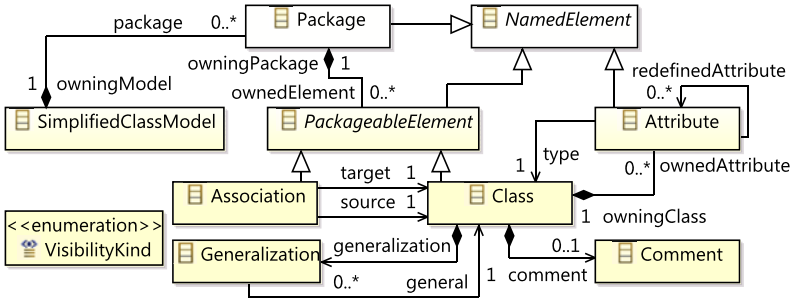 package 0..* Package NamedElement
owningPackage 1 redefinedAttribute
1 owningModel ownedElement 0..* 0..*
SimplifiedClassModel PackageableElement Attribute
target 1 1 type 0..* ownedAttribute
Association source 1 Class 1 owningClass
<<enumeration>>
VisibilityKind
Generalization generalization 0..1 Comment
0..* general 1 comment